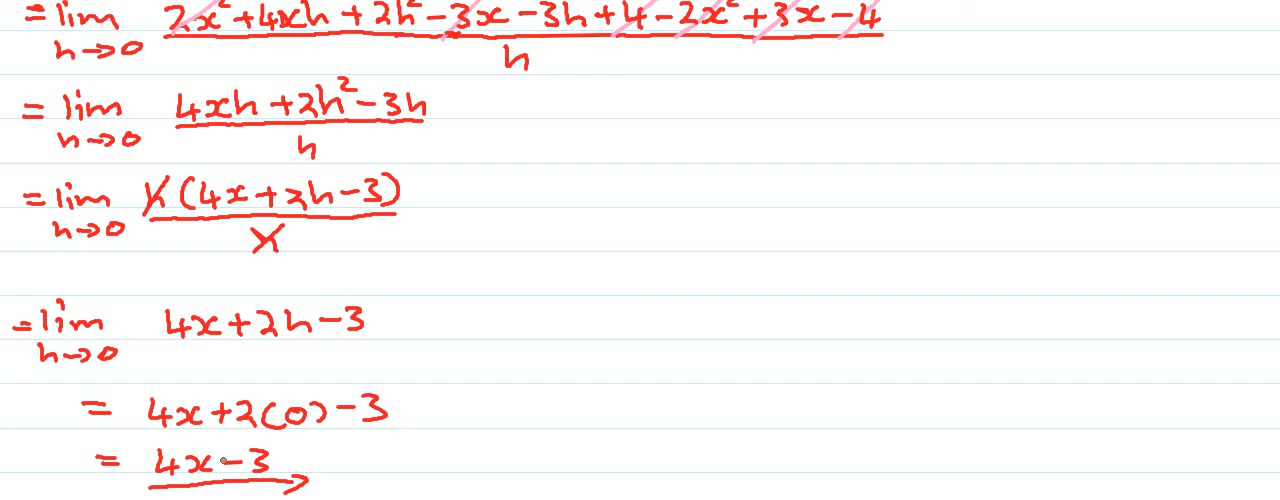 = lim 2x² + 4xh + 2h² - 3x - 3h + 4 - 2x² + 3x - 4
h→0 h
= lim 4xh + 2h² - 3h
h→0 h
= lim h(4x + 2h - 3)
h→0 h
= lim 4x + 2h - 3
h→0
= 4x + 2(0) - 3
= 4x - 3